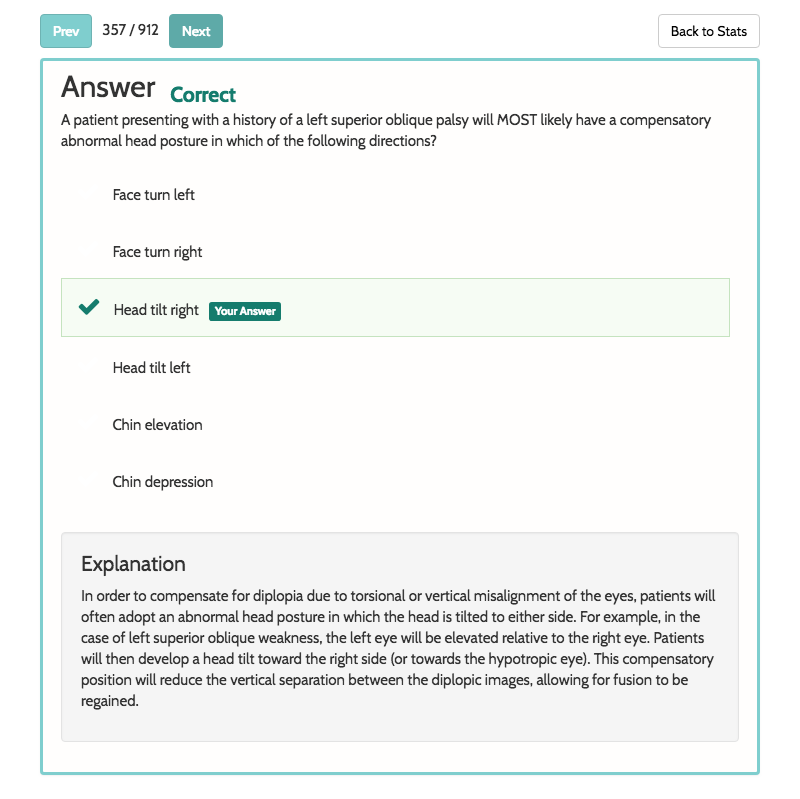 Prev 357 / 912 Next Back to Stats
Answer Correct
A patient presenting with a history of a left superior oblique palsy will MOST likely have a compensatory
abnormal head posture in which of the following directions?
Face turn left
Face turn right
Head tilt right Your Answer
Head tilt left
Chin elevation
Chin depression
Explanation
In order to compensate for diplopia due to torsional or vertical misalignment of the eyes, patients will
often adopt an abnormal head posture in which the head is tilted to either side. For example, in the
case of left superior oblique weakness, the left eye will be elevated relative to the right eye. Patients
will then develop a head tilt toward the right side (or towards the hypotropic eye). This compensatory
position will reduce the vertical separation between the diplopic images, allowing for fusion to be
regained.